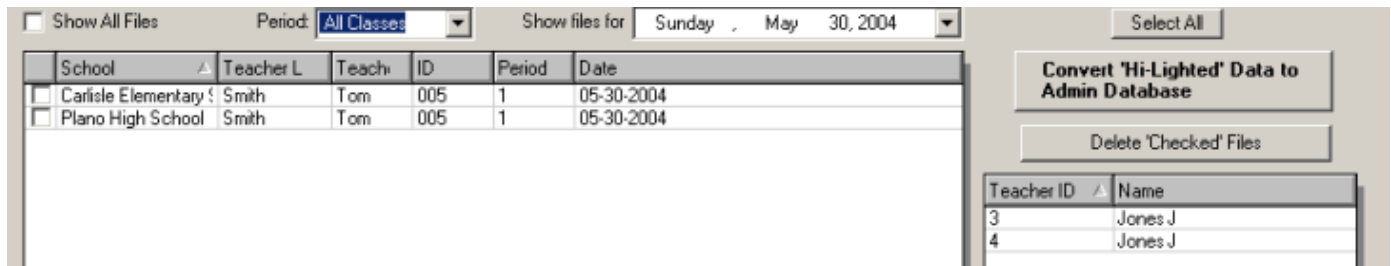 Show All Files Period: All Classes Show files for Sunday , May 30, 2004 Select All
School Teacher L Teach ID Period Date
Carlisle Elementary Smith Tom 005 1 05-30-2004
Plano High School Smith Tom 005 1 05-30-2004
Convert 'Hi-Lighted' Data to
Admin Database
Delete 'Checked' Files
Teacher ID Name
3 Jones J
4 Jones J